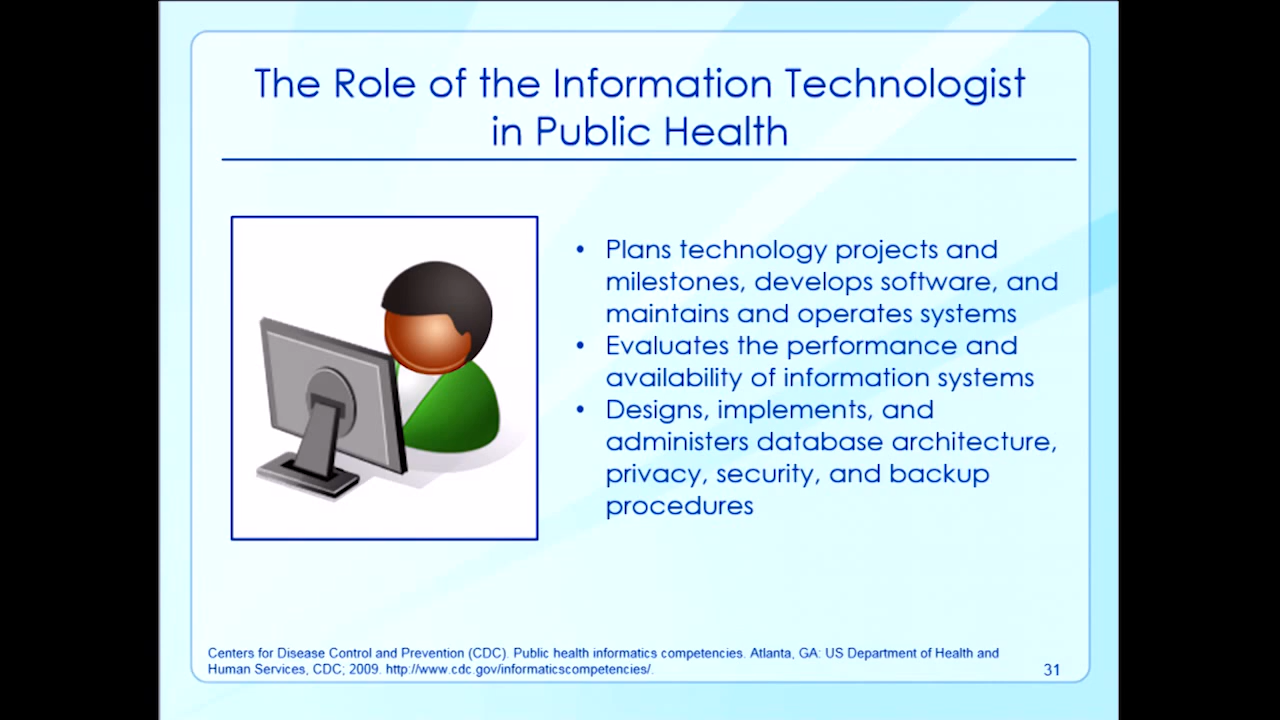 The Role of the Information Technologist
in Public Health
• Plans technology projects and
milestones, develops software, and
maintains and operates systems
• Evaluates the performance and
availability of information systems
• Designs, implements, and
administers database architecture,
privacy, security, and backup
procedures
Centers for Disease Control and Prevention (CDC). Public health informatics competencies. Atlanta, GA: US Department of Health and
Human Services, CDC; 2009. http://www.cdc.gov/informaticscompetencies/.
31